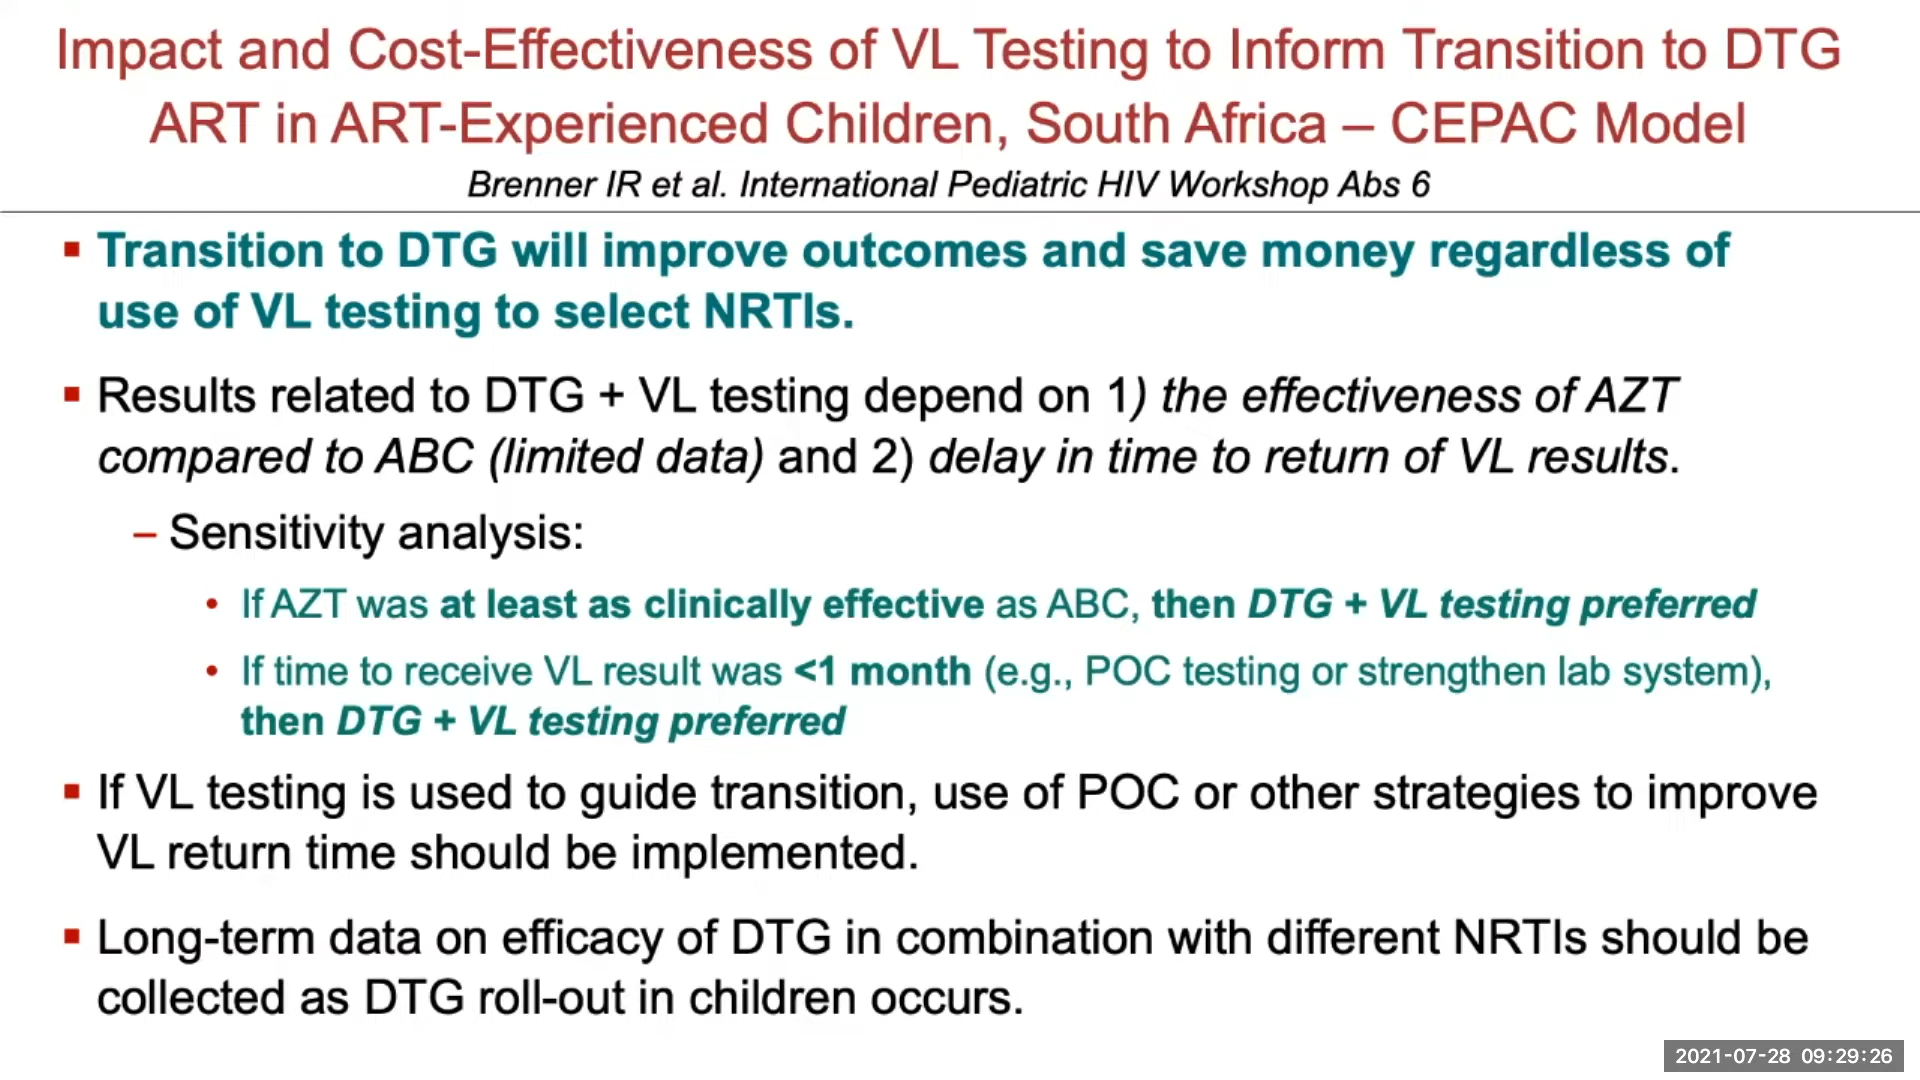 Impact and Cost-Effectiveness of VL Testing to Inform Transition to DTG
ART in ART-Experienced Children, South Africa – CEPAC Model
Brenner IR et al. International Pediatric HIV Workshop Abs 6
▪ Transition to DTG will improve outcomes and save money regardless of
use of VL testing to select NRTIs.
▪ Results related to DTG + VL testing depend on 1) the effectiveness of AZT
compared to ABC (limited data) and 2) delay in time to return of VL results.
– Sensitivity analysis:
• If AZT was at least as clinically effective as ABC, then DTG + VL testing preferred
• If time to receive VL result was <1 month (e.g., POC testing or strengthen lab system),
then DTG + VL testing preferred
▪ If VL testing is used to guide transition, use of POC or other strategies to improve
VL return time should be implemented.
▪ Long-term data on efficacy of DTG in combination with different NRTIs should be
collected as DTG roll-out in children occurs.
2021-07-28 09:29:26